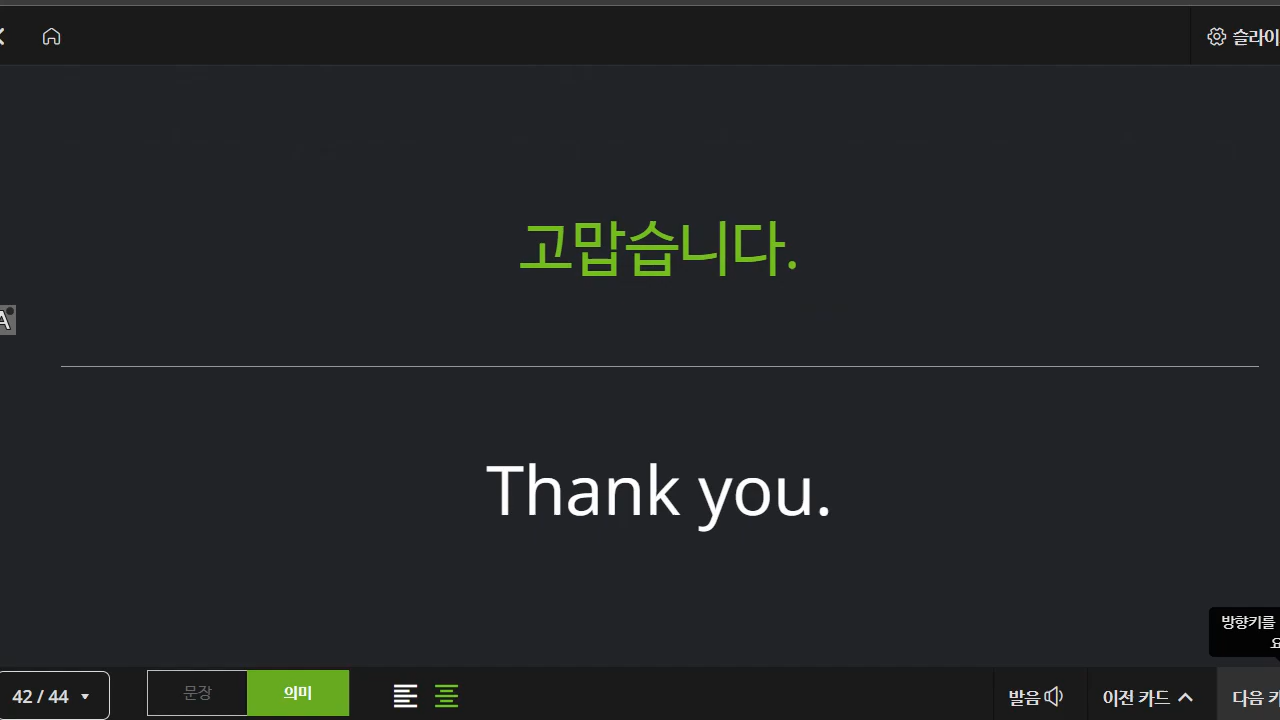 슬라이
고맙습니다.
A
Thank you.
방향키를
요
42 / 44
문장
의미
발음
이전 카드
다음